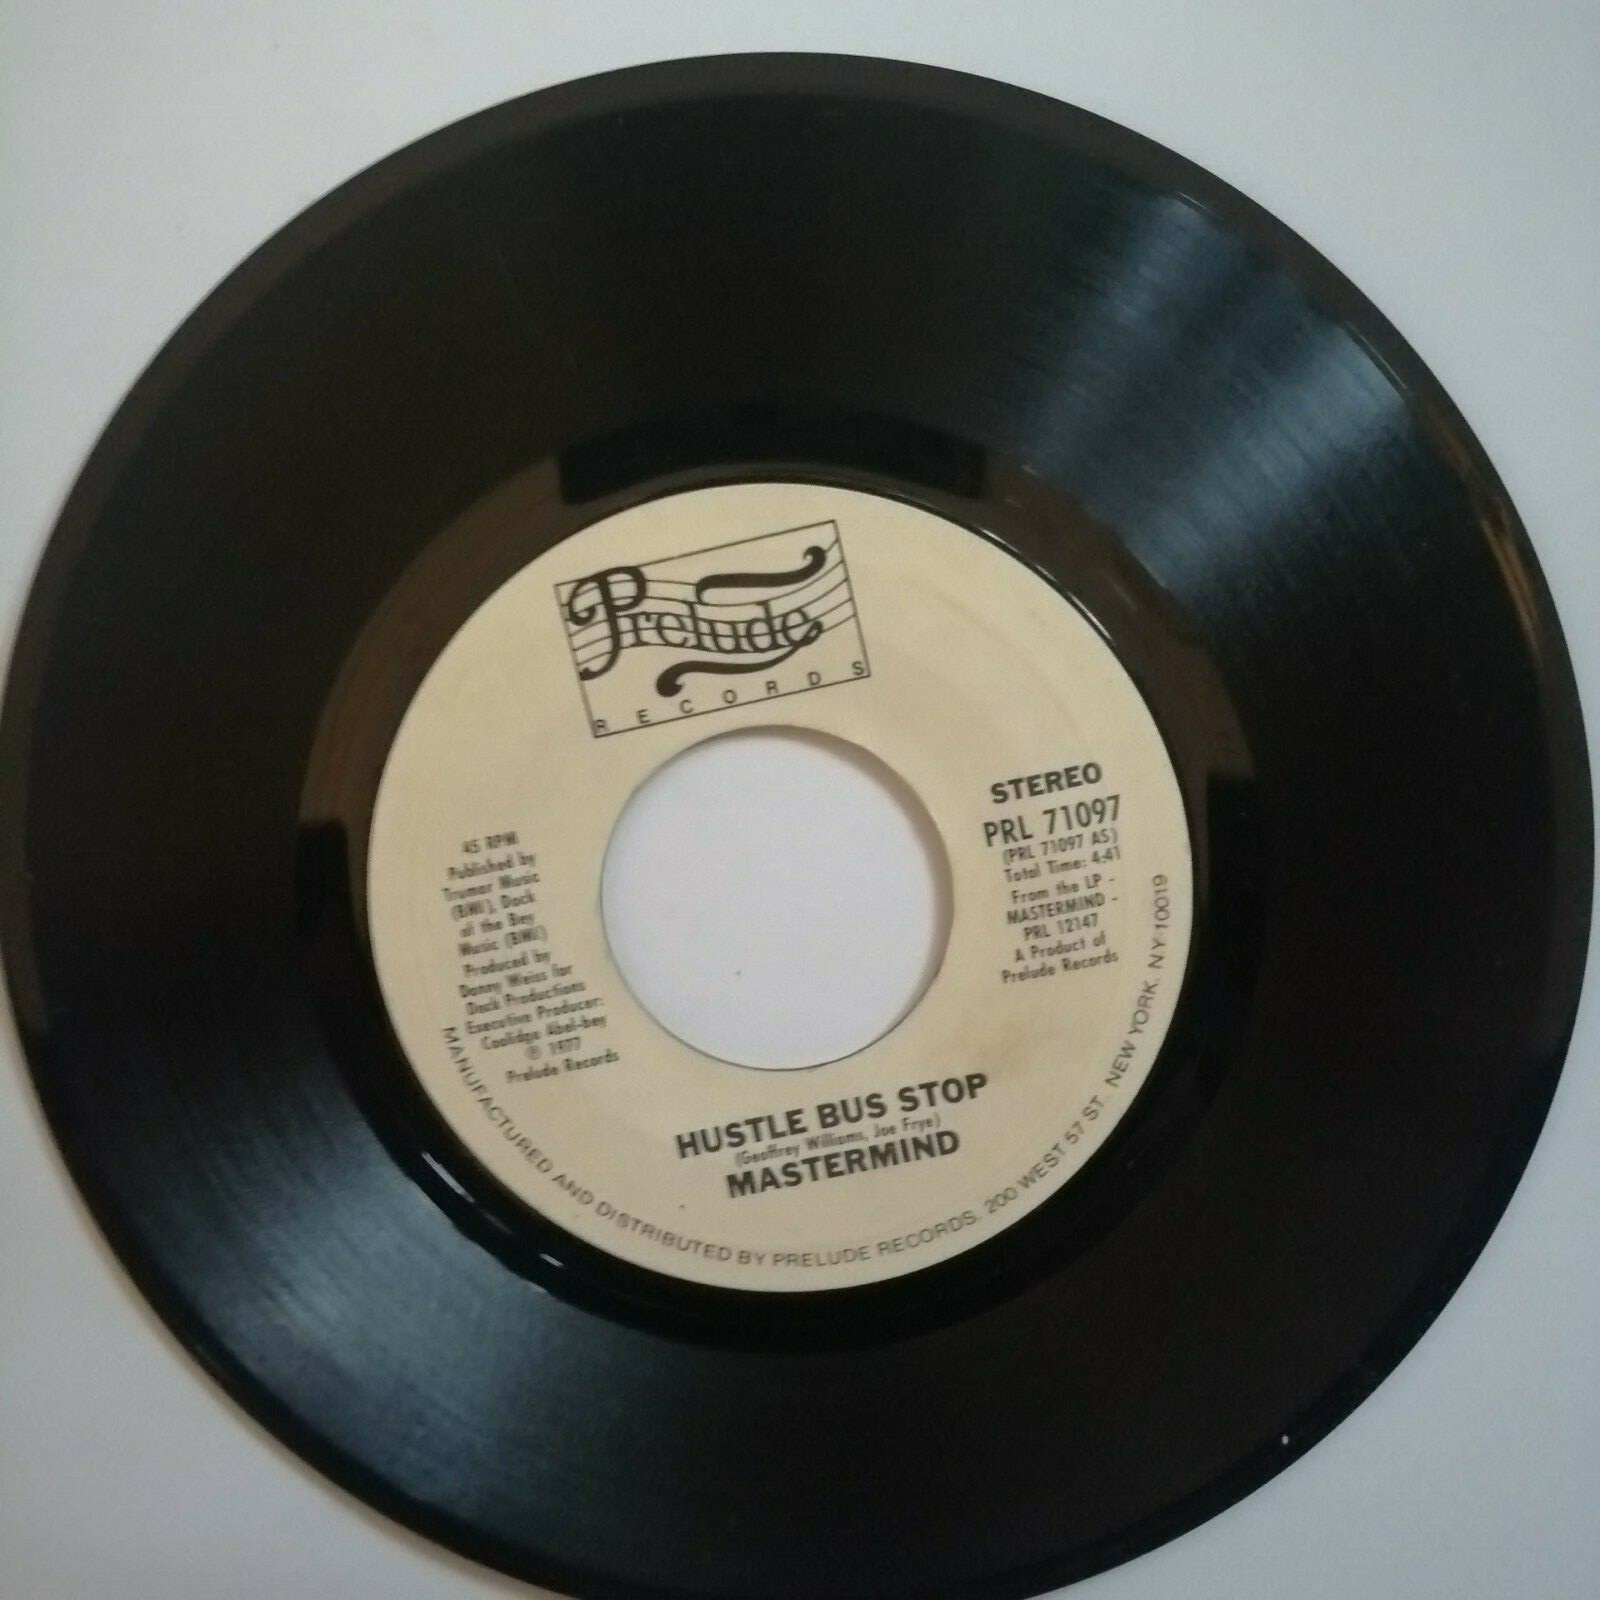 Prelude
RECORDS
STEREO
PRL 71097
(PRL 71097 AS)
Total Time: 4:41
From the LP -
MASTERMIND -
PRL 12147
A Product of
Prelude Records
45 RPM
Published by
Trumar Music
(BMI), Dock
of the Bey
Music (BMI)
Produced by
Danny Weiss for
Dock Productions
Executive Producer:
Coolidge Abel-bey
℗ 1977
Prelude Records
HUSTLE BUS STOP
(Geoffrey Williams, Joe Frye)
MASTERMIND
MANUFACTURED AND DISTRIBUTED BY PRELUDE RECORDS. 200 WEST 57 ST. NEW YORK. NY 10019